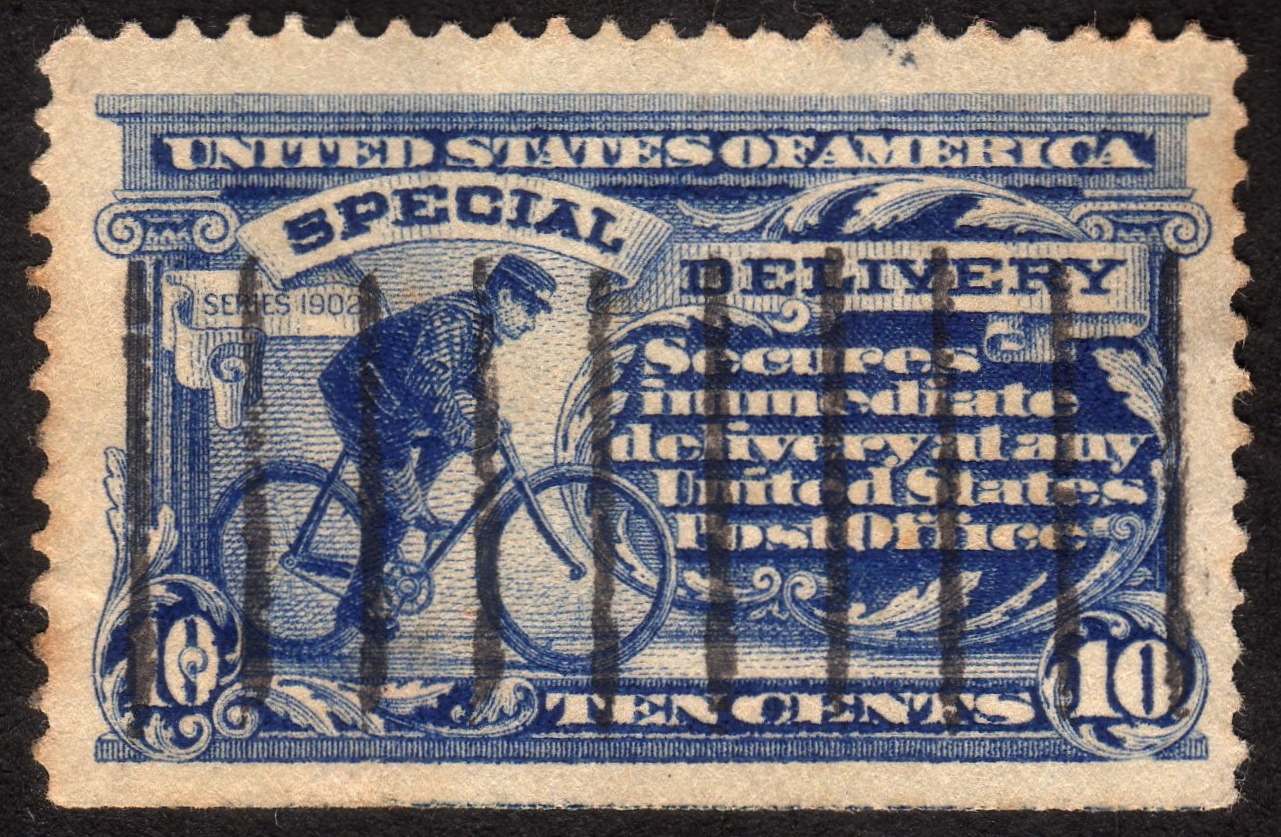 UNITED STATES OF AMERICA
SPECIAL
DELIVERY
SERIES 1902
Secures
immediate
delivery at any
United States
Post Office
10
TEN CENTS
10